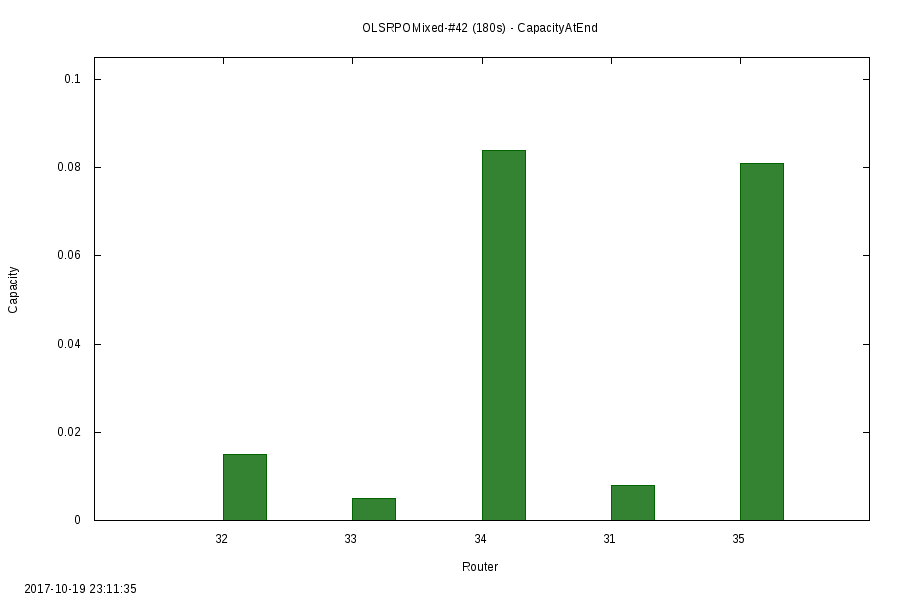 OLSRPOMixed-#42 (180s) - CapacityAtEnd
0.1
0.08
0.06
0.04
0.02
0
Capacity
32 33 34 31 35
Router
2017-10-19 23:11:35